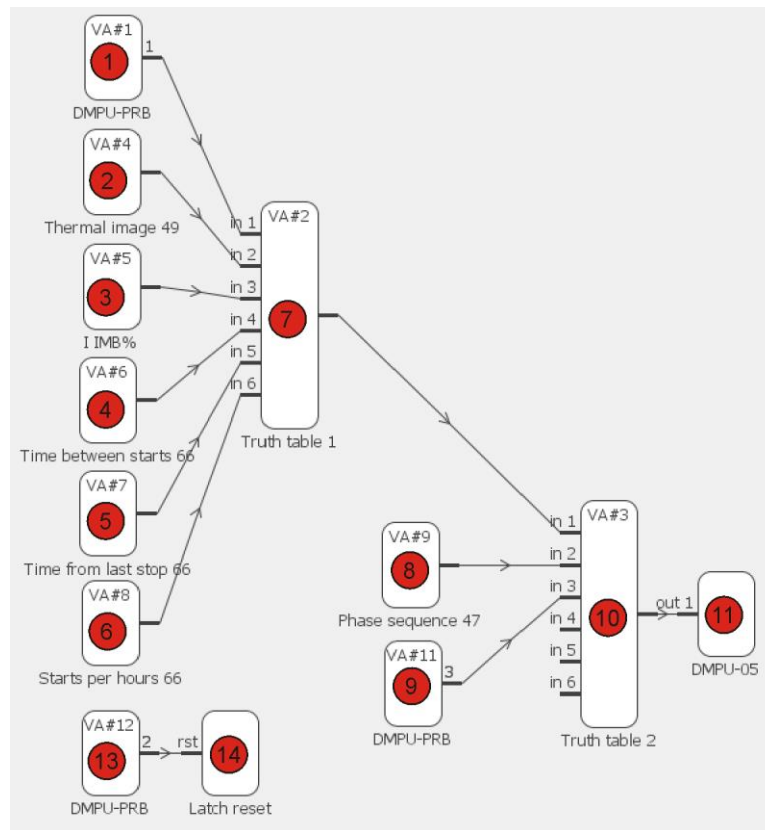 VA#1
1
1
DMPU-PRB
VA#4
2
Thermal image 49
VA#5
3
I IMB%
VA#6
4
Time between starts 66
VA#7
5
Time from last stop 66
VA#8
6
Starts per hours 66
in 1
in 2
in 3
in 4
in 5
in 6
VA#2
7
Truth table 1
VA#9
8
Phase sequence 47
VA#11
9
3
DMPU-PRB
in 1
in 2
in 3
in 4
in 5
in 6
VA#3
10
Truth table 2
out 1
11
DMPU-05
VA#12
13
2
DMPU-PRB
rst
14
Latch reset